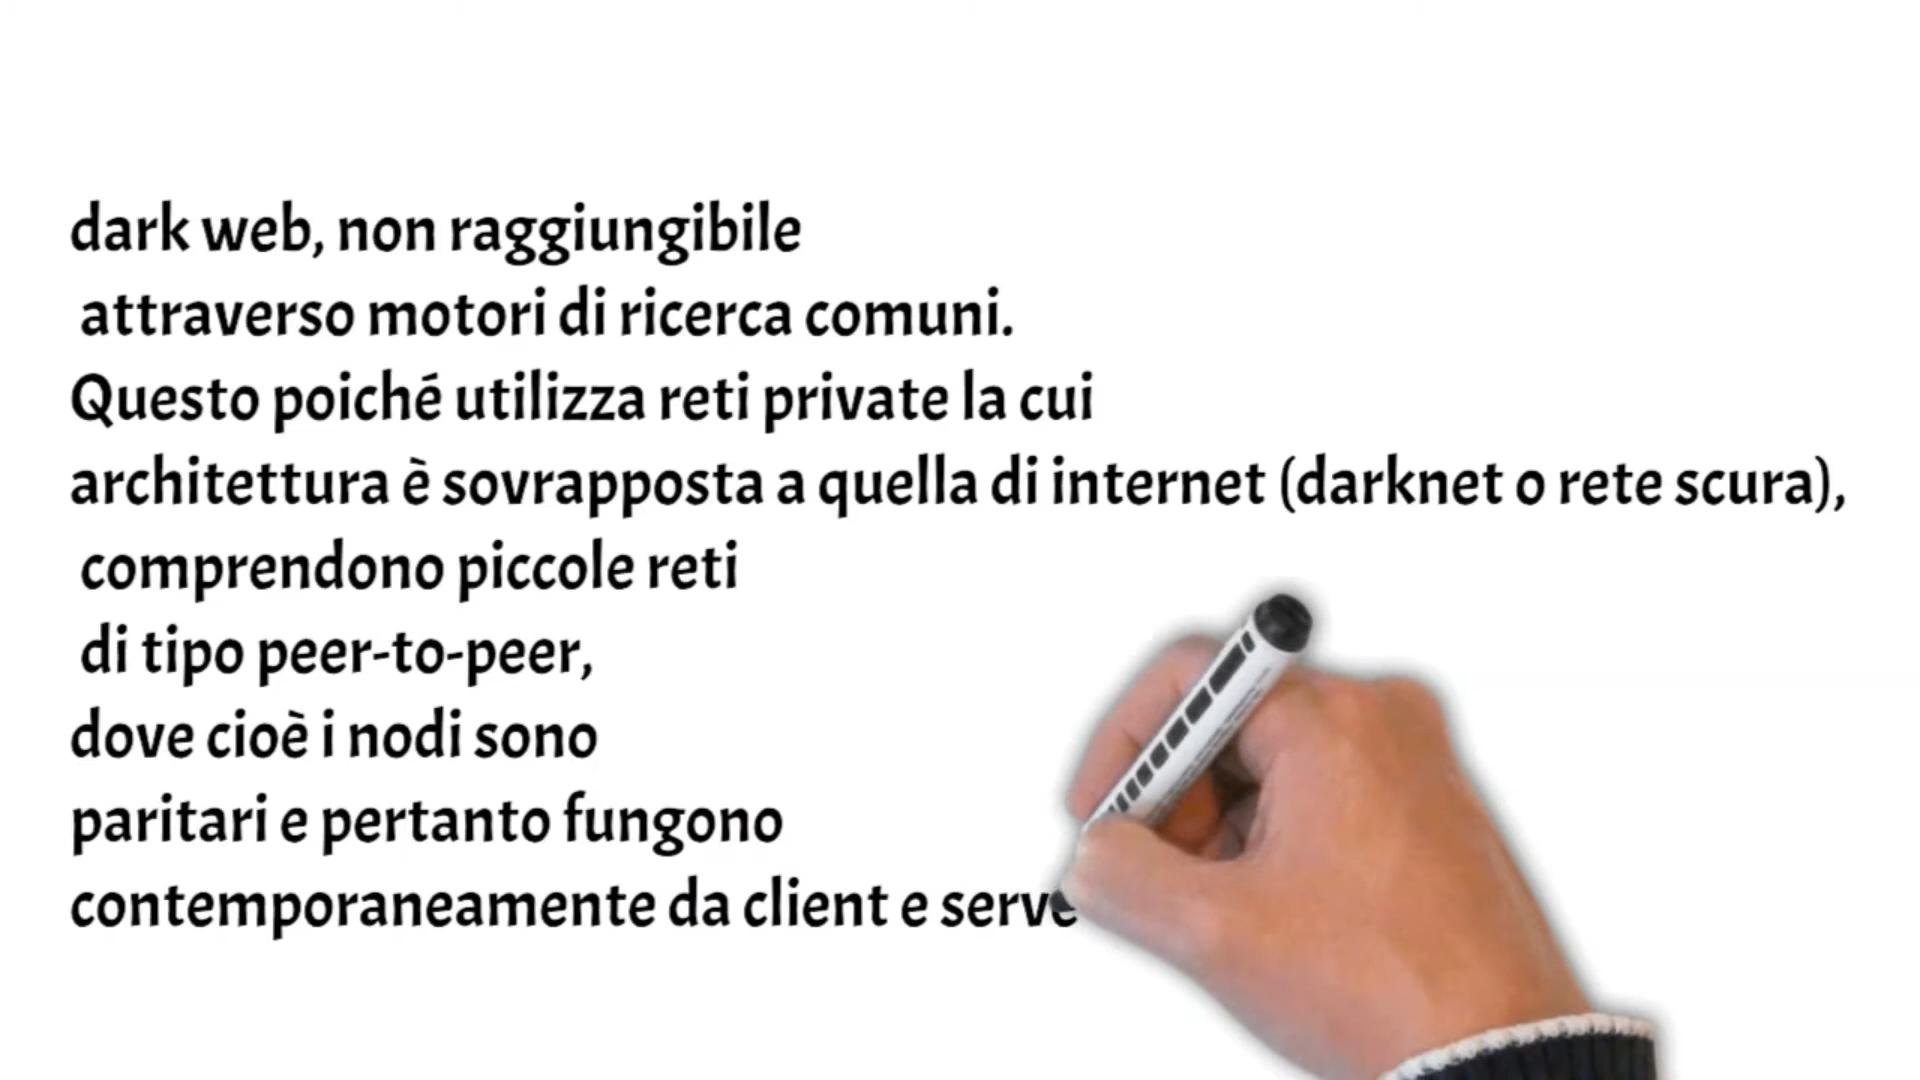 dark web, non raggiungibile
attraverso motori di ricerca comuni.
Questo poiché utilizza reti private la cui
architettura è sovrapposta a quella di internet (darknet o rete scura),
comprendono piccole reti
di tipo peer-to-peer,
dove cioè i nodi sono
paritari e pertanto fungono
contemporaneamente da client e serve